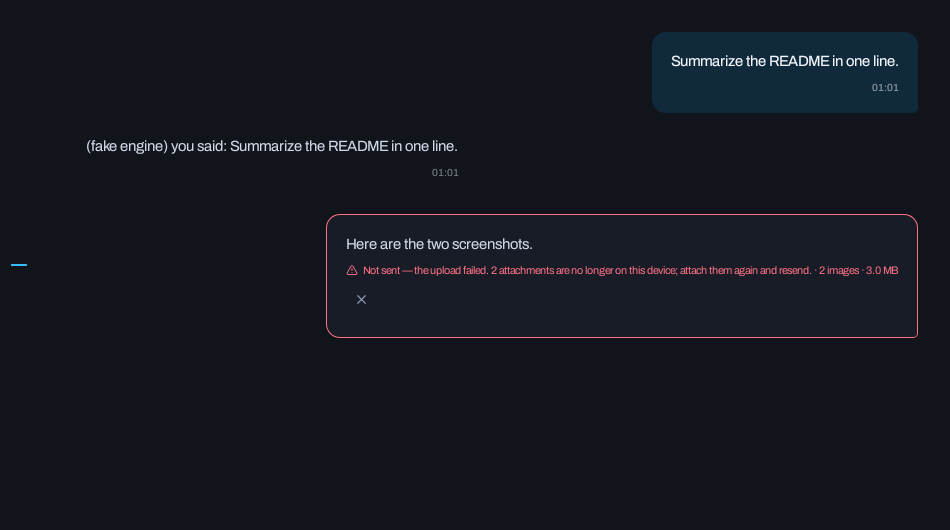 Summarize the README in one line.
01:01
(fake engine) you said: Summarize the README in one line.
01:01
Here are the two screenshots.
Not sent — the upload failed. 2 attachments are no longer on this device; attach them again and resend. · 2 images · 3.0 MB